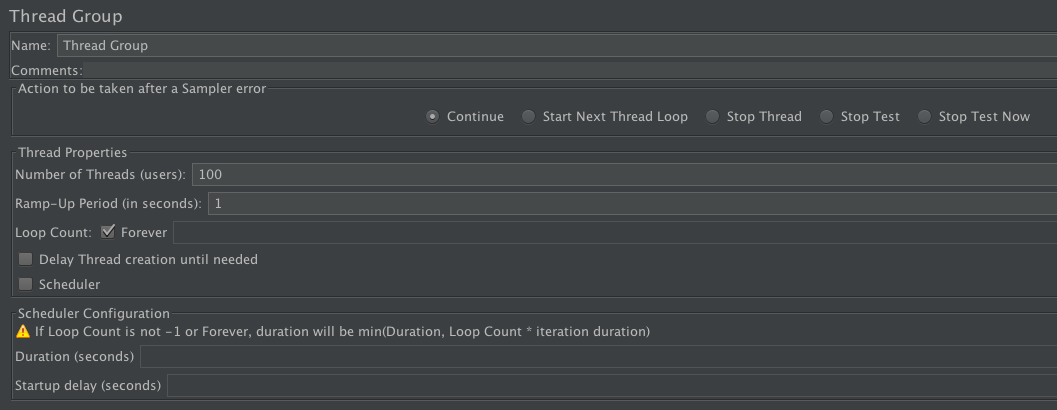 Thread Group
Name: Thread Group
Comments:
Action to be taken after a Sampler error
Continue Start Next Thread Loop Stop Thread Stop Test Stop Test Now
Thread Properties
Number of Threads (users): 100
Ramp-Up Period (in seconds): 1
Loop Count: Forever
Delay Thread creation until needed
Scheduler
Scheduler Configuration
If Loop Count is not -1 or Forever, duration will be min(Duration, Loop Count * iteration duration)
Duration (seconds)
Startup delay (seconds)